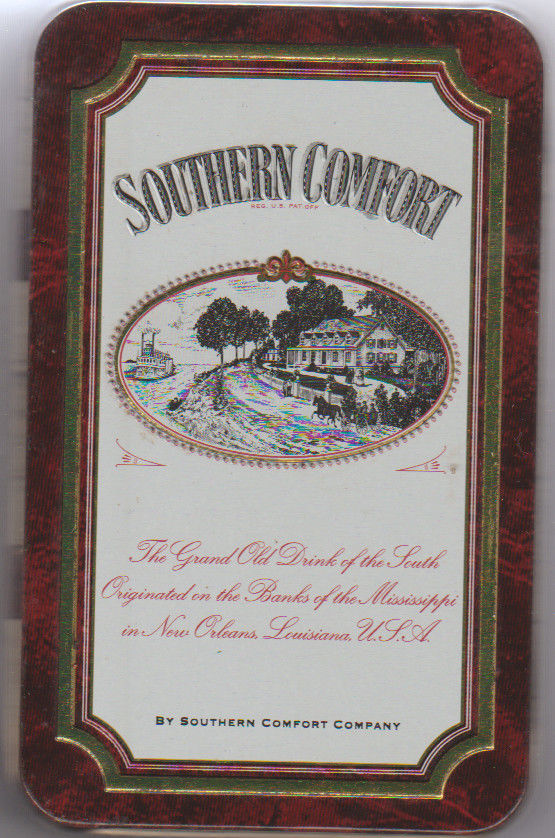 SOUTHERN COMFORT
REG. U.S. PAT OFF
The Grand Old Drink of the South
Originated on the Banks of the Mississippi
in New Orleans, Louisiana, U.S.A.
BY SOUTHERN COMFORT COMPANY